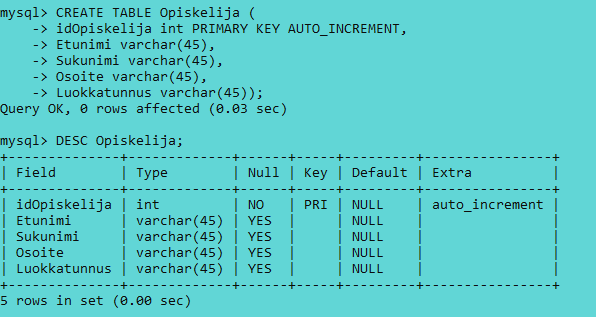 mysql> CREATE TABLE Opiskelija (
    -> idOpiskelija int PRIMARY KEY AUTO_INCREMENT,
    -> Etunimi varchar(45),
    -> Sukunimi varchar(45),
    -> Osoite varchar(45),
    -> Luokkatunnus varchar(45));
Query OK, 0 rows affected (0.03 sec)

mysql> DESC Opiskelija;
+--------------+-------------+------+-----+---------+----------------+
| Field        | Type        | Null | Key | Default | Extra          |
+--------------+-------------+------+-----+---------+----------------+
| idOpiskelija | int         | NO   | PRI | NULL    | auto_increment |
| Etunimi      | varchar(45) | YES  |     | NULL    |                |
| Sukunimi     | varchar(45) | YES  |     | NULL    |                |
| Osoite       | varchar(45) | YES  |     | NULL    |                |
| Luokkatunnus | varchar(45) | YES  |     | NULL    |                |
+--------------+-------------+------+-----+---------+----------------+
5 rows in set (0.00 sec)